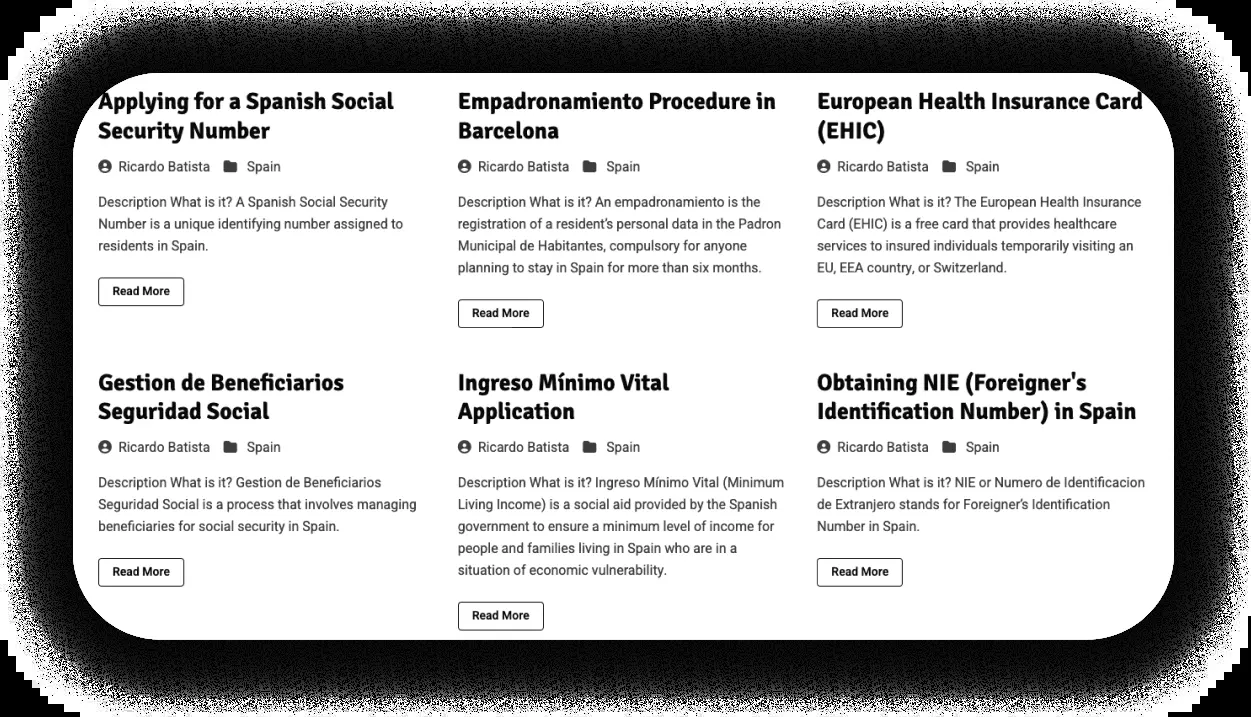 Applying for a Spanish Social
Security Number
Ricardo Batista Spain
Description What is it? A Spanish Social Security
Number is a unique identifying number assigned to
residents in Spain.
Read More
Empadronamiento Procedure in
Barcelona
Ricardo Batista Spain
Description What is it? An empadronamiento is the
registration of a resident's personal data in the Padron
Municipal de Habitantes, compulsory for anyone
planning to stay in Spain for more than six months.
Read More
European Health Insurance Card
(EHIC)
Ricardo Batista Spain
Description What is it? The European Health Insurance
Card (EHIC) is a free card that provides healthcare
services to insured individuals temporarily visiting an
EU, EEA country, or Switzerland.
Read More
Gestion de Beneficiarios
Seguridad Social
Ricardo Batista Spain
Description What is it? Gestion de Beneficiarios
Seguridad Social is a process that involves managing
beneficiaries for social security in Spain.
Read More
Ingreso Mínimo Vital
Application
Ricardo Batista Spain
Description What is it? Ingreso Mínimo Vital (Minimum
Living Income) is a social aid provided by the Spanish
government to ensure a minimum level of income for
people and families living in Spain who are in a
situation of economic vulnerability.
Read More
Obtaining NIE (Foreigner's
Identification Number) in Spain
Ricardo Batista Spain
Description What is it? NIE or Numero de Identificacion
de Extranjero stands for Foreigner's Identification
Number in Spain.
Read More